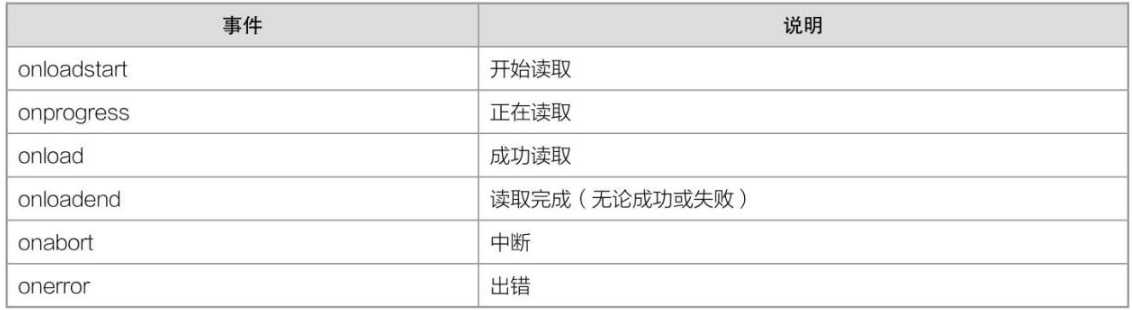 事件 说明
onloadstart 开始读取
onprogress 正在读取
onload 成功读取
onloadend 读取完成（无论成功或失败）
onabort 中断
onerror 出错